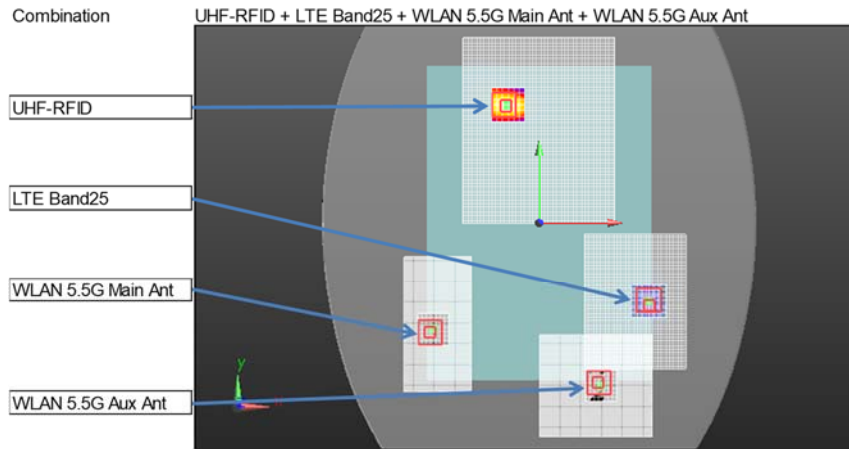 Combination UHF-RFID + LTE Band25 + WLAN 5.5G Main Ant + WLAN 5.5G Aux Ant
UHF-RFID
LTE Band25
WLAN 5.5G Main Ant
WLAN 5.5G Aux Ant
y